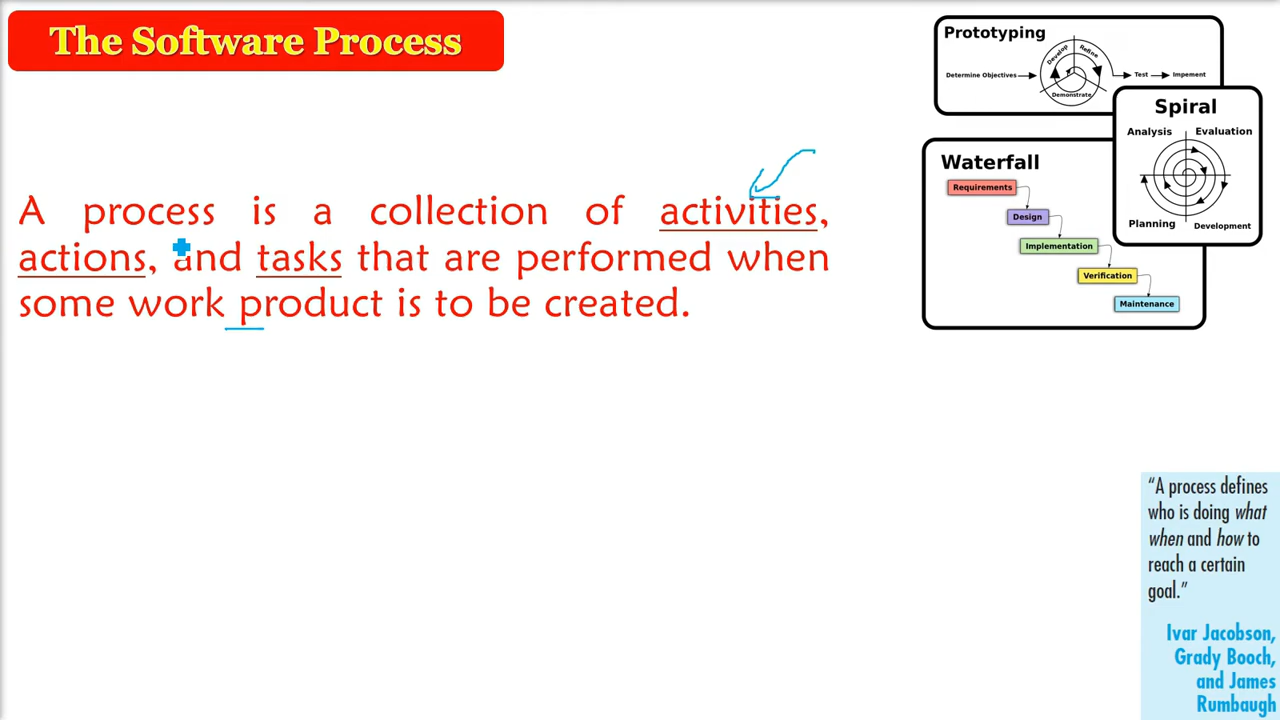 The Software Process
A process is a collection of activities,
actions, and tasks that are performed when
some work product is to be created.
Prototyping
Determine Objectives
Develop
Refine
Demonstrate
Test
Impement
Spiral
Analysis
Evaluation
Planning
Development
Waterfall
Requirements
Design
Implementation
Verification
Maintenance
“A process defines
who is doing what
when and how to
reach a certain
goal.”
Ivar Jacobson,
Grady Booch,
and James
Rumbaugh